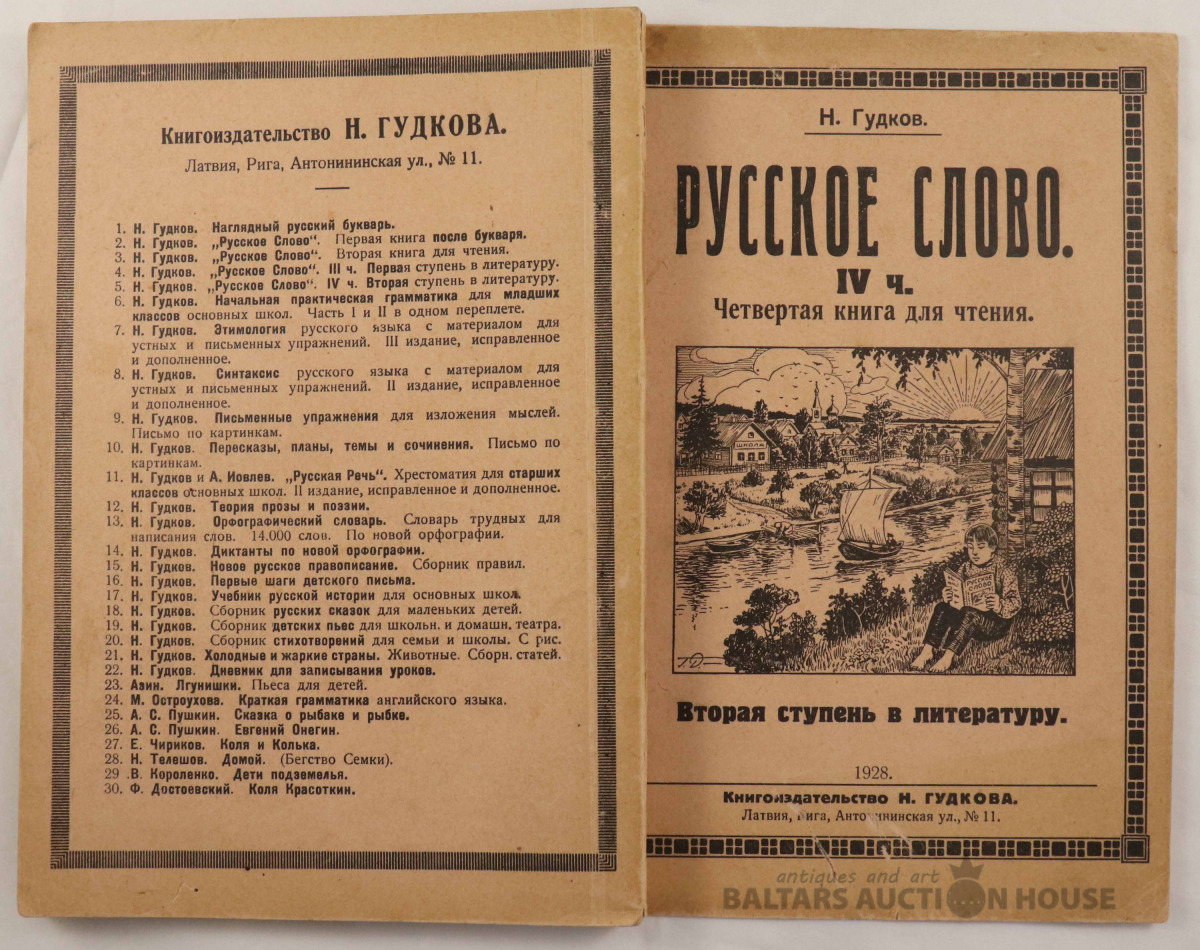 Книгоиздательство Н. ГУДКОВА.
Латвия, Рига, Антонининская ул., № 11.
1. Н. Гудков. Наглядный русский букварь.
2. Н. Гудков. „Русское Слово“. Первая книга после букваря.
3. Н. Гудков. „Русское Слово“. Вторая книга для чтения.
4. Н. Гудков. „Русское Слово“. III ч. Первая ступень в литературу.
5. Н. Гудков. „Русское Слово“. IV ч. Вторая ступень в литературу.
6. Н. Гудков. Начальная практическая грамматика для младших
классов основных школ. Часть I и II в одном переплете.
7. Н. Гудков. Этимология русского языка с материалом для
устных и письменных упражнений. III издание, исправленное
и дополненное.
8. Н. Гудков. Синтаксис русского языка с материалом для
устных и письменных упражнений. II издание, исправленное
и дополненное.
9. Н. Гудков. Письменные упражнения для изложения мыслей.
Письмо по картинкам.
10. Н. Гудков. Пересказы, планы, темы и сочинения. Письмо по
картинкам.
11. Н. Гудков и А. Иовлев. „Русская Речь“. Хрестоматия для старших
классов основных школ. II издание, исправленное и дополненное.
12. Н. Гудков. Теория прозы и поэзии.
13. Н. Гудков. Орфографический словарь. Словарь трудных для
написания слов. 14.000 слов. По новой орфографии.
14. Н. Гудков. Диктанты по новой орфографии.
15. Н. Гудков. Новое русское правописание. Сборник правил.
16. Н. Гудков. Первые шаги детского письма.
17. Н. Гудков. Учебник русской истории для основных школ.
18. Н. Гудков. Сборник русских сказок для маленьких детей.
19. Н. Гудков. Сборник детских пьес для школьн. и домашн. театра.
20. Н. Гудков. Сборник стихотворений для семьи и школы. С рис.
21. Н. Гудков. Холодные и жаркие страны. Животные. Сборн. статей.
22. Н. Гудков. Дневник для записывания уроков.
23. Азин. Лгунишки. Пьеса для детей.
24. М. Остроухова. Краткая грамматика английского языка.
25. А. С. Пушкин. Сказка о рыбаке и рыбке.
26. А. С. Пушкин. Евгений Онегин.
27. Е. Чириков. Коля и Колька.
28. Н. Телешов. Домой. (Бегство Семки).
29 .В. Короленко. Дети подземелья.
30. Ф. Достоевский. Коля Красоткин.
Н. Гудков.
РУССКОЕ СЛОВО.
IV ч.
Четвертая книга для чтения.
ШКОЛА
РУССКОЕ
СЛОВО
Вторая ступень в литературу.
1928.
Книгоиздательство Н. ГУДКОВА.
Латвия, Рига, Антонининская ул., № 11.
antiques and art
BALTARS AUCTION HOUSE